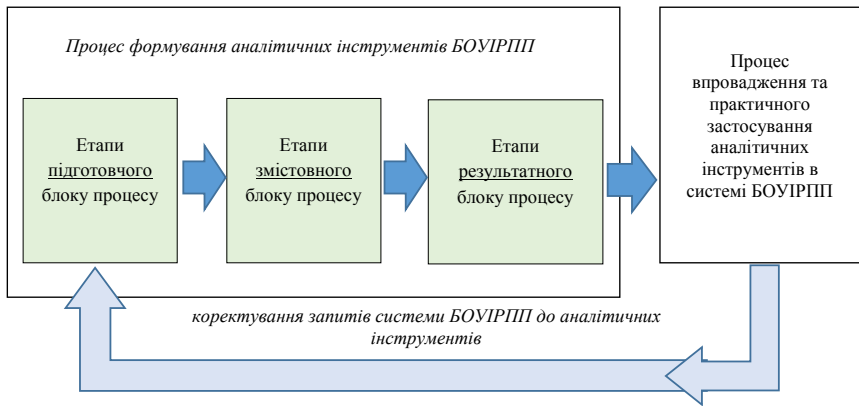 Процес формування аналітичних інструментів БОУІРПП
Етапи
підготовчого
блоку процесу
Етапи
змістовного
блоку процесу
Етапи
результатного
блоку процесу
Процес
впровадження та
практичного
застосування
аналітичних
інструментів в
системі БОУІРПП
коректування запитів системи БОУІРПП до аналітичних
інструментів